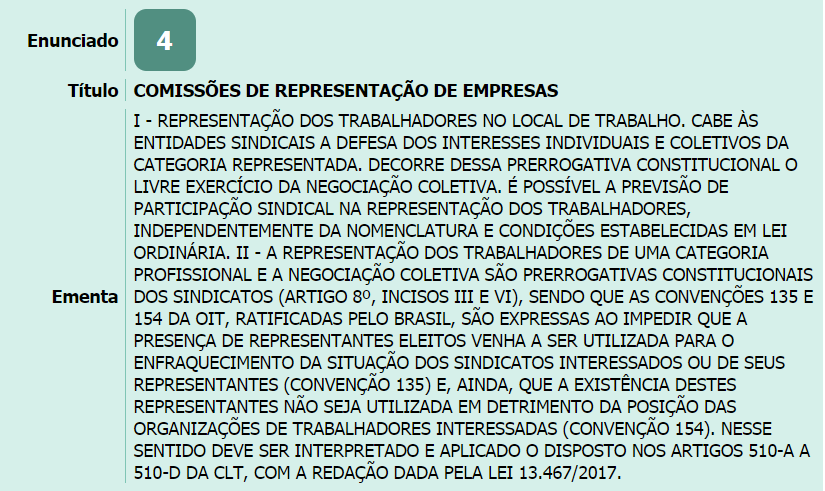 Enunciado 4
Título COMISSÕES DE REPRESENTAÇÃO DE EMPRESAS
I - REPRESENTAÇÃO DOS TRABALHADORES NO LOCAL DE TRABALHO. CABE ÀS
ENTIDADES SINDICAIS A DEFESA DOS INTERESSES INDIVIDUAIS E COLETIVOS DA
CATEGORIA REPRESENTADA. DECORRE DESSA PRERROGATIVA CONSTITUCIONAL O
LIVRE EXERCÍCIO DA NEGOCIAÇÃO COLETIVA. É POSSÍVEL A PREVISÃO DE
PARTICIPAÇÃO SINDICAL NA REPRESENTAÇÃO DOS TRABALHADORES,
INDEPENDENTEMENTE DA NOMENCLATURA E CONDIÇÕES ESTABELECIDAS EM LEI
ORDINÁRIA. II - A REPRESENTAÇÃO DOS TRABALHADORES DE UMA CATEGORIA
PROFISSIONAL E A NEGOCIAÇÃO COLETIVA SÃO PRERROGATIVAS CONSTITUCIONAIS
Ementa DOS SINDICATOS (ARTIGO 8º, INCISOS III E VI), SENDO QUE AS CONVENÇÕES 135 E
154 DA OIT, RATIFICADAS PELO BRASIL, SÃO EXPRESSAS AO IMPEDIR QUE A
PRESENÇA DE REPRESENTANTES ELEITOS VENHA A SER UTILIZADA PARA O
ENFRAQUECIMENTO DA SITUAÇÃO DOS SINDICATOS INTERESSADOS OU DE SEUS
REPRESENTANTES (CONVENÇÃO 135) E, AINDA, QUE A EXISTÊNCIA DESTES
REPRESENTANTES NÃO SEJA UTILIZADA EM DETRIMENTO DA POSIÇÃO DAS
ORGANIZAÇÕES DE TRABALHADORES INTERESSADAS (CONVENÇÃO 154). NESSE
SENTIDO DEVE SER INTERPRETADO E APLICADO O DISPOSTO NOS ARTIGOS 510-A A
510-D DA CLT, COM A REDAÇÃO DADA PELA LEI 13.467/2017.